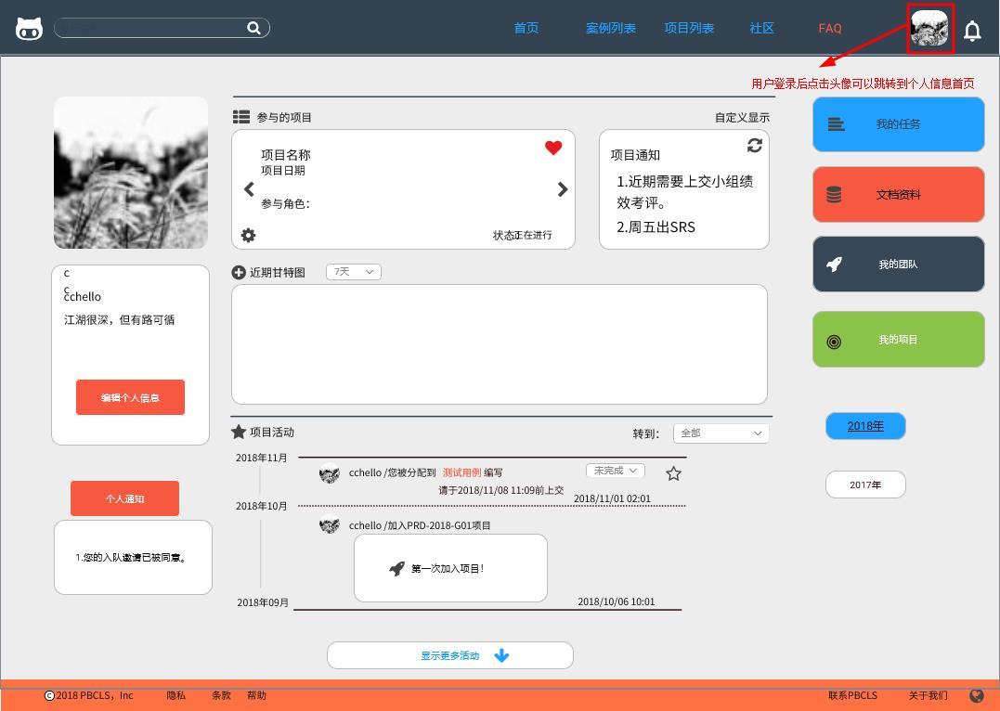 首页 案例列表 项目列表 社区 FAQ
用户登录后点击头像可以跳转到个人信息首页
参与的项目 自定义显示
项目名称
项目日期
参与角色：
状态 正在进行
项目通知
1.近期需要上交小组绩
效考评。
2.周五出SRS
我的任务
文档资料
我的团队
我的项目
2018年
2017年
c
c
cchello
江湖很深，但有路可循
编辑个人信息
个人通知
1.您的入队邀请已被同意。
近期甘特图 7天
项目活动 转到： 全部
2018年11月
cchello /您被分配到 测试用例 编写 未完成
请于2018/11/08 11:09前上交
2018/11/01 02:01
2018年10月
cchello /加入PRD-2018-G01项目
第一次加入项目！
2018年09月 2018/10/06 10:01
显示更多活动
©2018 PBCLS，Inc 隐私 条款 帮助 联系PBCLS 关于我们